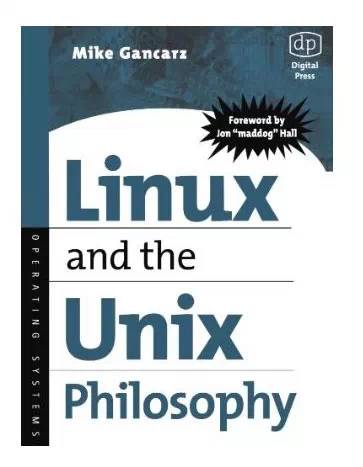 Mike Gancarz
dp
Digital
Press
Foreword by
Jon "maddog" Hall
Linux
and the
Unix
Philosophy
OPERATING SYSTEMS